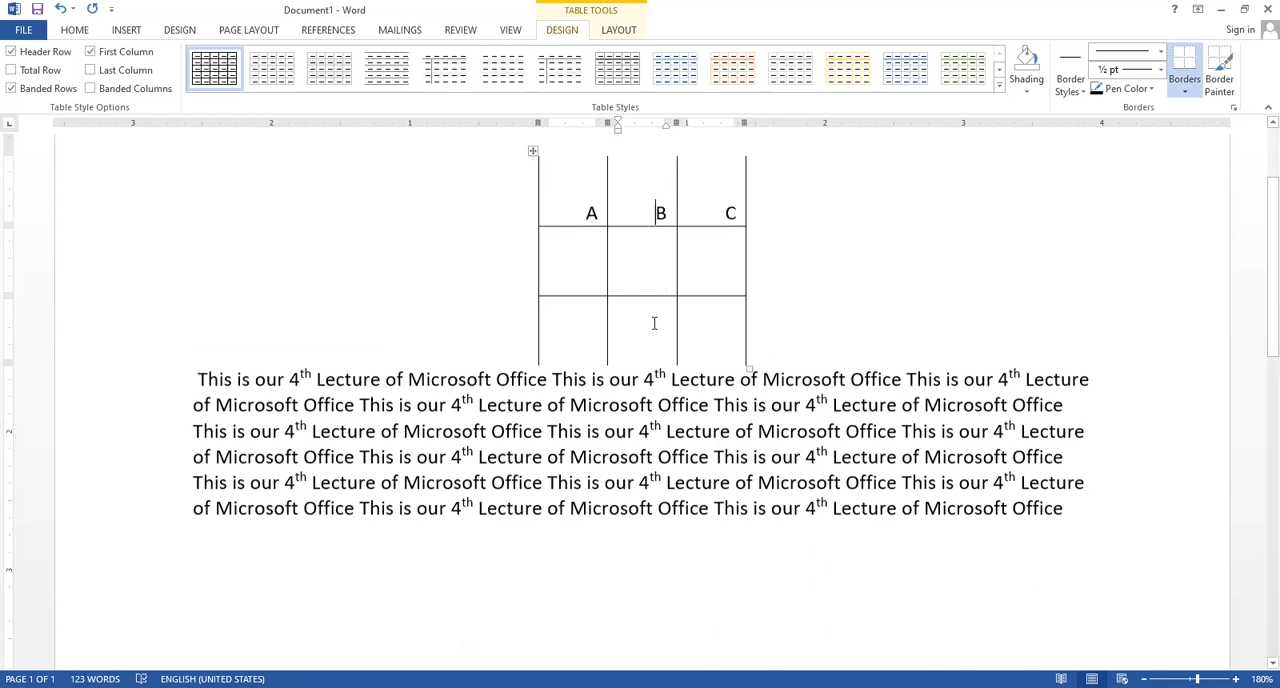 Document1 - Word
TABLE TOOLS
?
FILE HOME INSERT DESIGN PAGE LAYOUT REFERENCES MAILINGS REVIEW VIEW DESIGN LAYOUT Sign in
Header Row First Column
Total Row Last Column
Banded Rows Banded Columns
Shading
Border Styles
½ pt
Pen Color
Borders
Border Painter
Table Style Options Table Styles Borders
3 2 1 1 2 3 4
A B C
This is our 4th Lecture of Microsoft Office This is our 4th Lecture of Microsoft Office This is our 4th Lecture
of Microsoft Office This is our 4th Lecture of Microsoft Office This is our 4th Lecture of Microsoft Office
This is our 4th Lecture of Microsoft Office This is our 4th Lecture of Microsoft Office This is our 4th Lecture
of Microsoft Office This is our 4th Lecture of Microsoft Office This is our 4th Lecture of Microsoft Office
This is our 4th Lecture of Microsoft Office This is our 4th Lecture of Microsoft Office This is our 4th Lecture
of Microsoft Office This is our 4th Lecture of Microsoft Office This is our 4th Lecture of Microsoft Office
2
3
PAGE 1 OF 1 123 WORDS ENGLISH (UNITED STATES) 180%